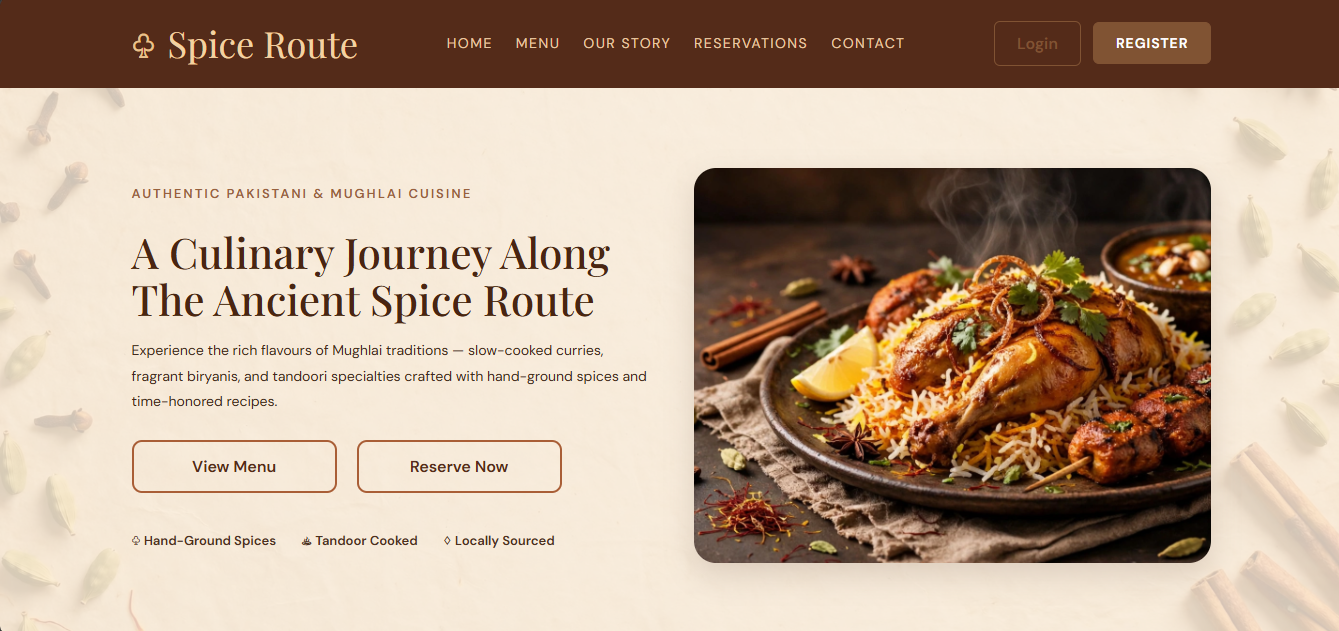 Spice Route
HOME MENU OUR STORY RESERVATIONS CONTACT
Login
REGISTER
AUTHENTIC PAKISTANI & MUGHLAI CUISINE
A Culinary Journey Along
The Ancient Spice Route
Experience the rich flavours of Mughlai traditions — slow-cooked curries,
fragrant biryanis, and tandoori specialties crafted with hand-ground spices and
time-honored recipes.
View Menu
Reserve Now
♧ Hand-Ground Spices ♨ Tandoor Cooked ◊ Locally Sourced